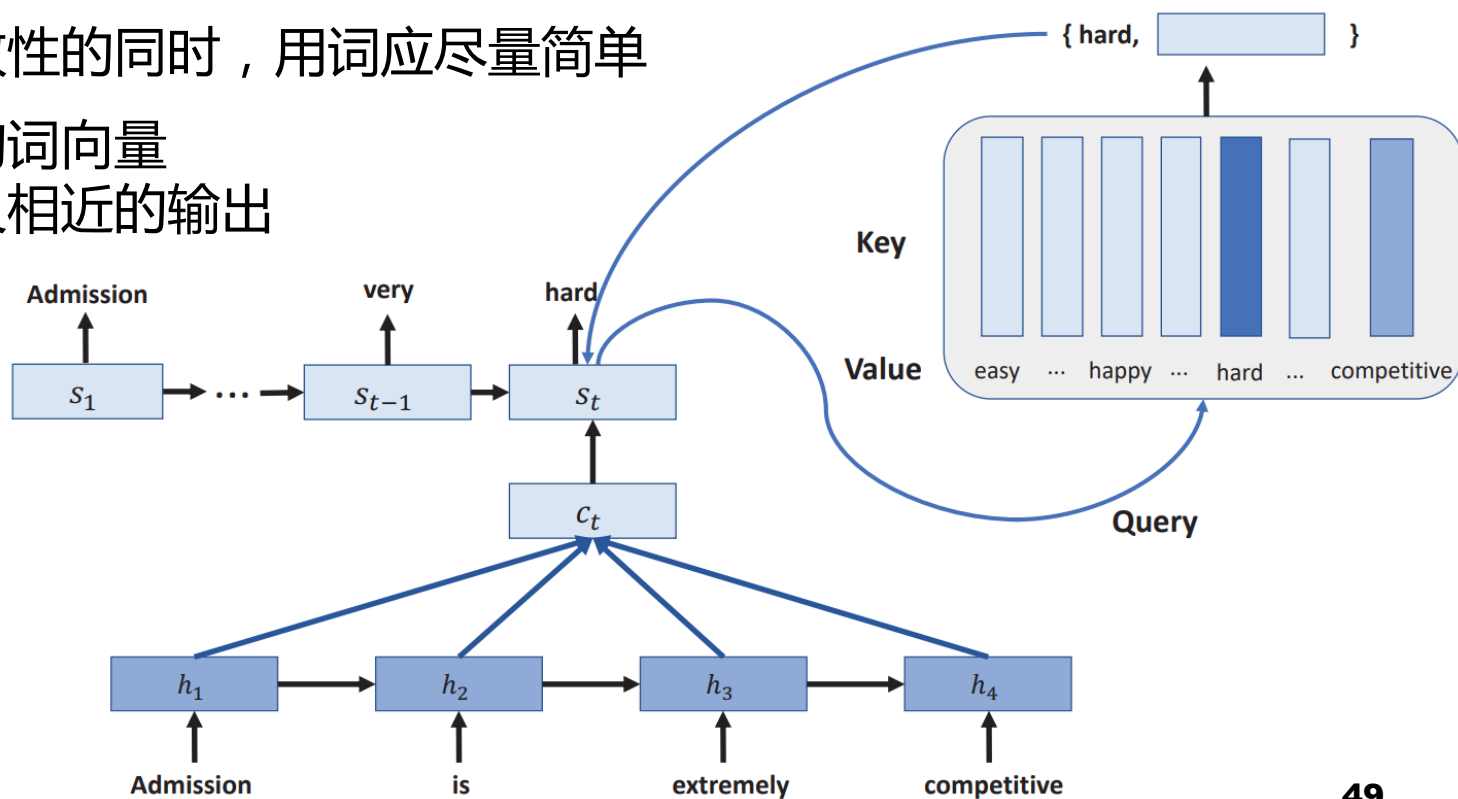 性的同时，用词应尽量简单
词向量
相近的输出
{ hard, }
Key
Value
easy ... happy ... hard ... competitive
Query
Admission
very
hard
s₁
...
sₜ₋₁
sₜ
cₜ
h₁
h₂
h₃
h₄
Admission
is
extremely
competitive
49